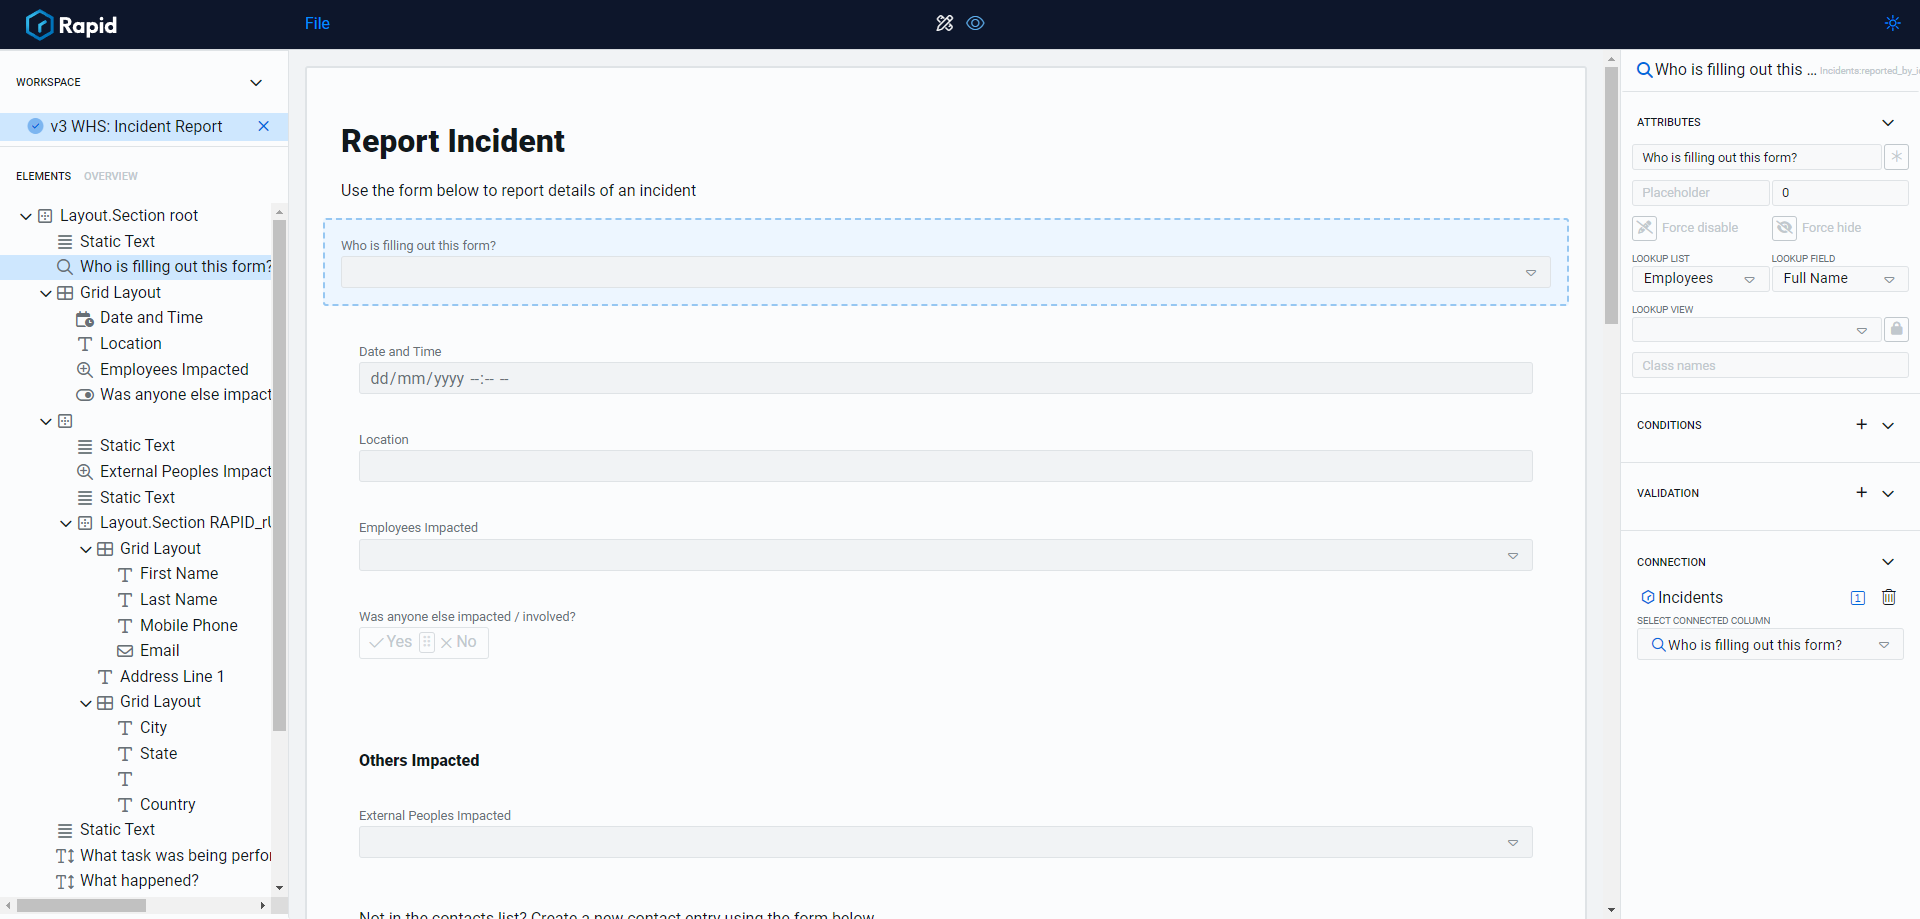 Rapid
File
WORKSPACE
v3 WHS: Incident Report
ELEMENTS OVERVIEW
Layout.Section root
Static Text
Who is filling out this form?
Grid Layout
Date and Time
Location
Employees Impacted
Was anyone else impact
Static Text
External Peoples Impact
Static Text
Layout.Section RAPID_rU
Grid Layout
First Name
Last Name
Mobile Phone
Email
Address Line 1
Grid Layout
City
State
Country
Static Text
What task was being perfor
What happened?
Report Incident
Use the form below to report details of an incident
Who is filling out this form?
Date and Time
dd/mm/yyyy --:-- --
Location
Employees Impacted
Was anyone else impacted / involved?
Yes No
Others Impacted
External Peoples Impacted
Not in the contacts list? Create a new contact entry using the form below
Who is filling out this ... Incidents:reported_by_i
ATTRIBUTES
Who is filling out this form?
Placeholder 0
Force disable Force hide
LOOKUP LIST LOOKUP FIELD
Employees Full Name
LOOKUP VIEW
Class names
CONDITIONS
VALIDATION
CONNECTION
Incidents 1
SELECT CONNECTED COLUMN
Who is filling out this form?